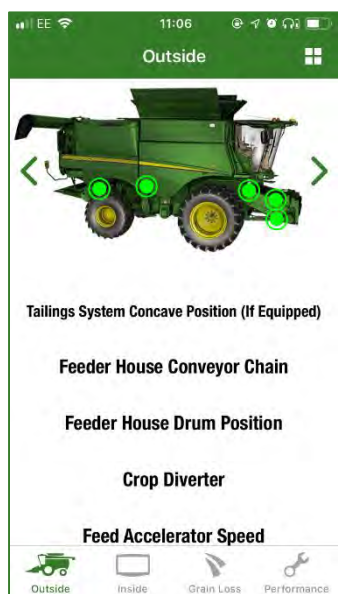 EE 11:06
Outside
Tailings System Concave Position (If Equipped)
Feeder House Conveyor Chain
Feeder House Drum Position
Crop Diverter
Feed Accelerator Speed
Outside Inside Grain Loss Performance